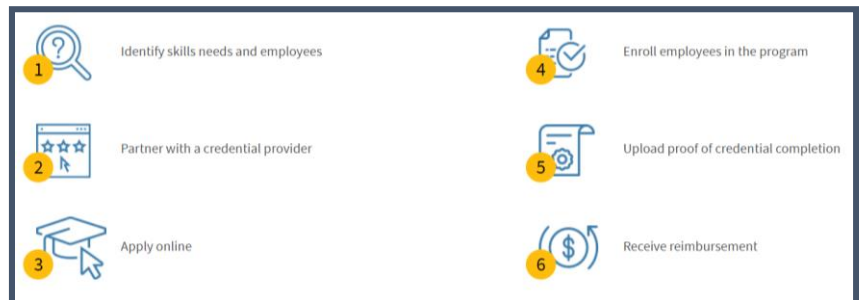 1
Identify skills needs and employees
2
Partner with a credential provider
3
Apply online
4
Enroll employees in the program
5
Upload proof of credential completion
6
Receive reimbursement